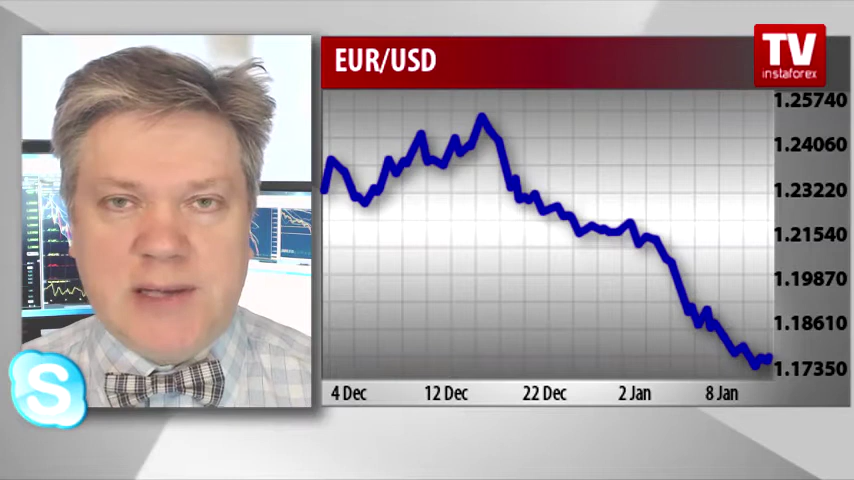 EUR/USD
TV
instaforex
1.25740
1.24060
1.23220
1.21540
1.19870
1.18610
1.17350
4 Dec
12 Dec
22 Dec
2 Jan
8 Jan
S